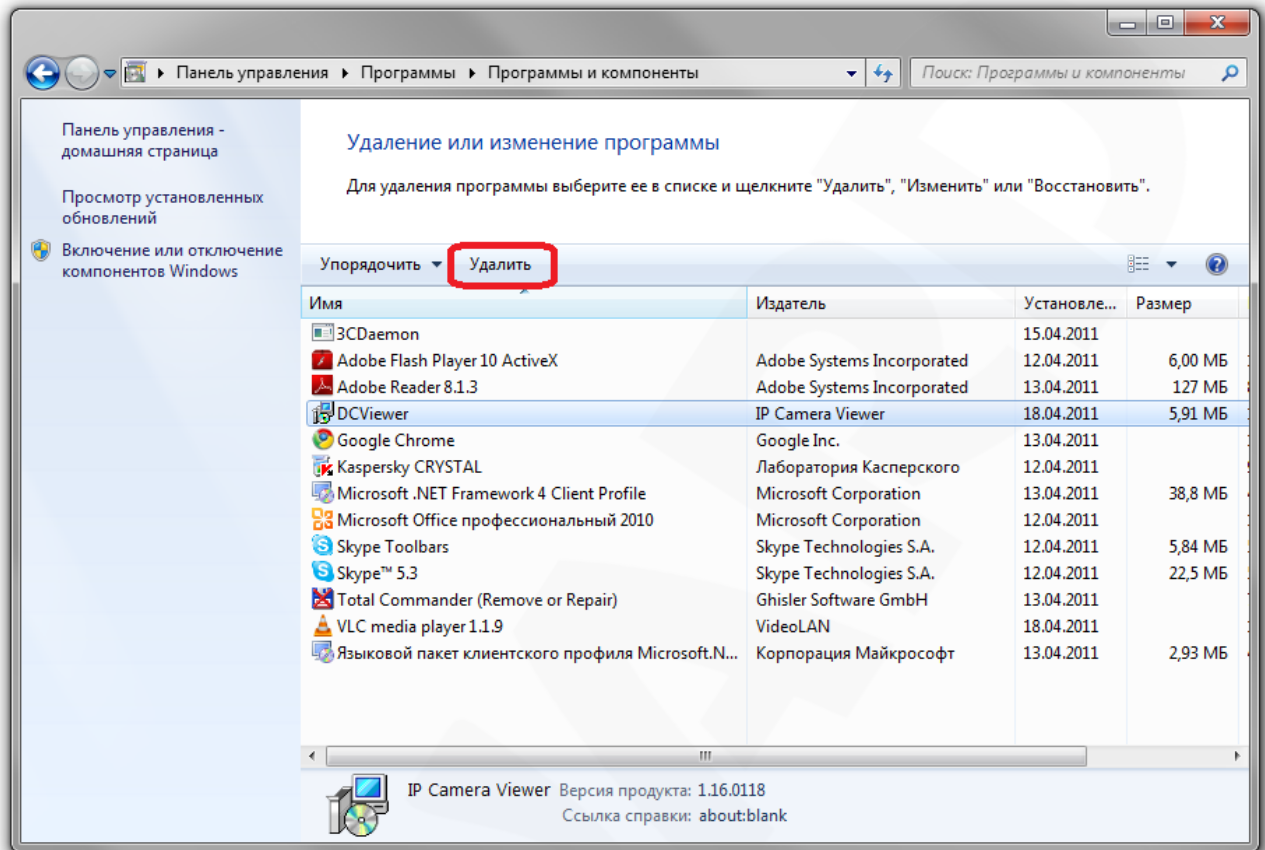 Панель управления ▸ Программы ▸ Программы и компоненты
Поиск: Программы и компоненты
Панель управления -
домашняя страница
Просмотр установленных
обновлений
Включение или отключение
компонентов Windows
Удаление или изменение программы
Для удаления программы выберите ее в списке и щелкните "Удалить", "Изменить" или "Восстановить".
Упорядочить Удалить
Имя Издатель Установле... Размер
3CDaemon 15.04.2011
Adobe Flash Player 10 ActiveX Adobe Systems Incorporated 12.04.2011 6,00 МБ
Adobe Reader 8.1.3 Adobe Systems Incorporated 13.04.2011 127 МБ
DCViewer IP Camera Viewer 18.04.2011 5,91 МБ
Google Chrome Google Inc. 13.04.2011
Kaspersky CRYSTAL Лаборатория Касперского 12.04.2011
Microsoft .NET Framework 4 Client Profile Microsoft Corporation 13.04.2011 38,8 МБ
Microsoft Office профессиональный 2010 Microsoft Corporation 12.04.2011
Skype Toolbars Skype Technologies S.A. 12.04.2011 5,84 МБ
Skype™ 5.3 Skype Technologies S.A. 12.04.2011 22,5 МБ
Total Commander (Remove or Repair) Ghisler Software GmbH 13.04.2011
VLC media player 1.1.9 VideoLAN 18.04.2011
Языковой пакет клиентского профиля Microsoft.N... Корпорация Майкрософт 13.04.2011 2,93 МБ
IP Camera Viewer Версия продукта: 1.16.0118
Ссылка справки: about:blank